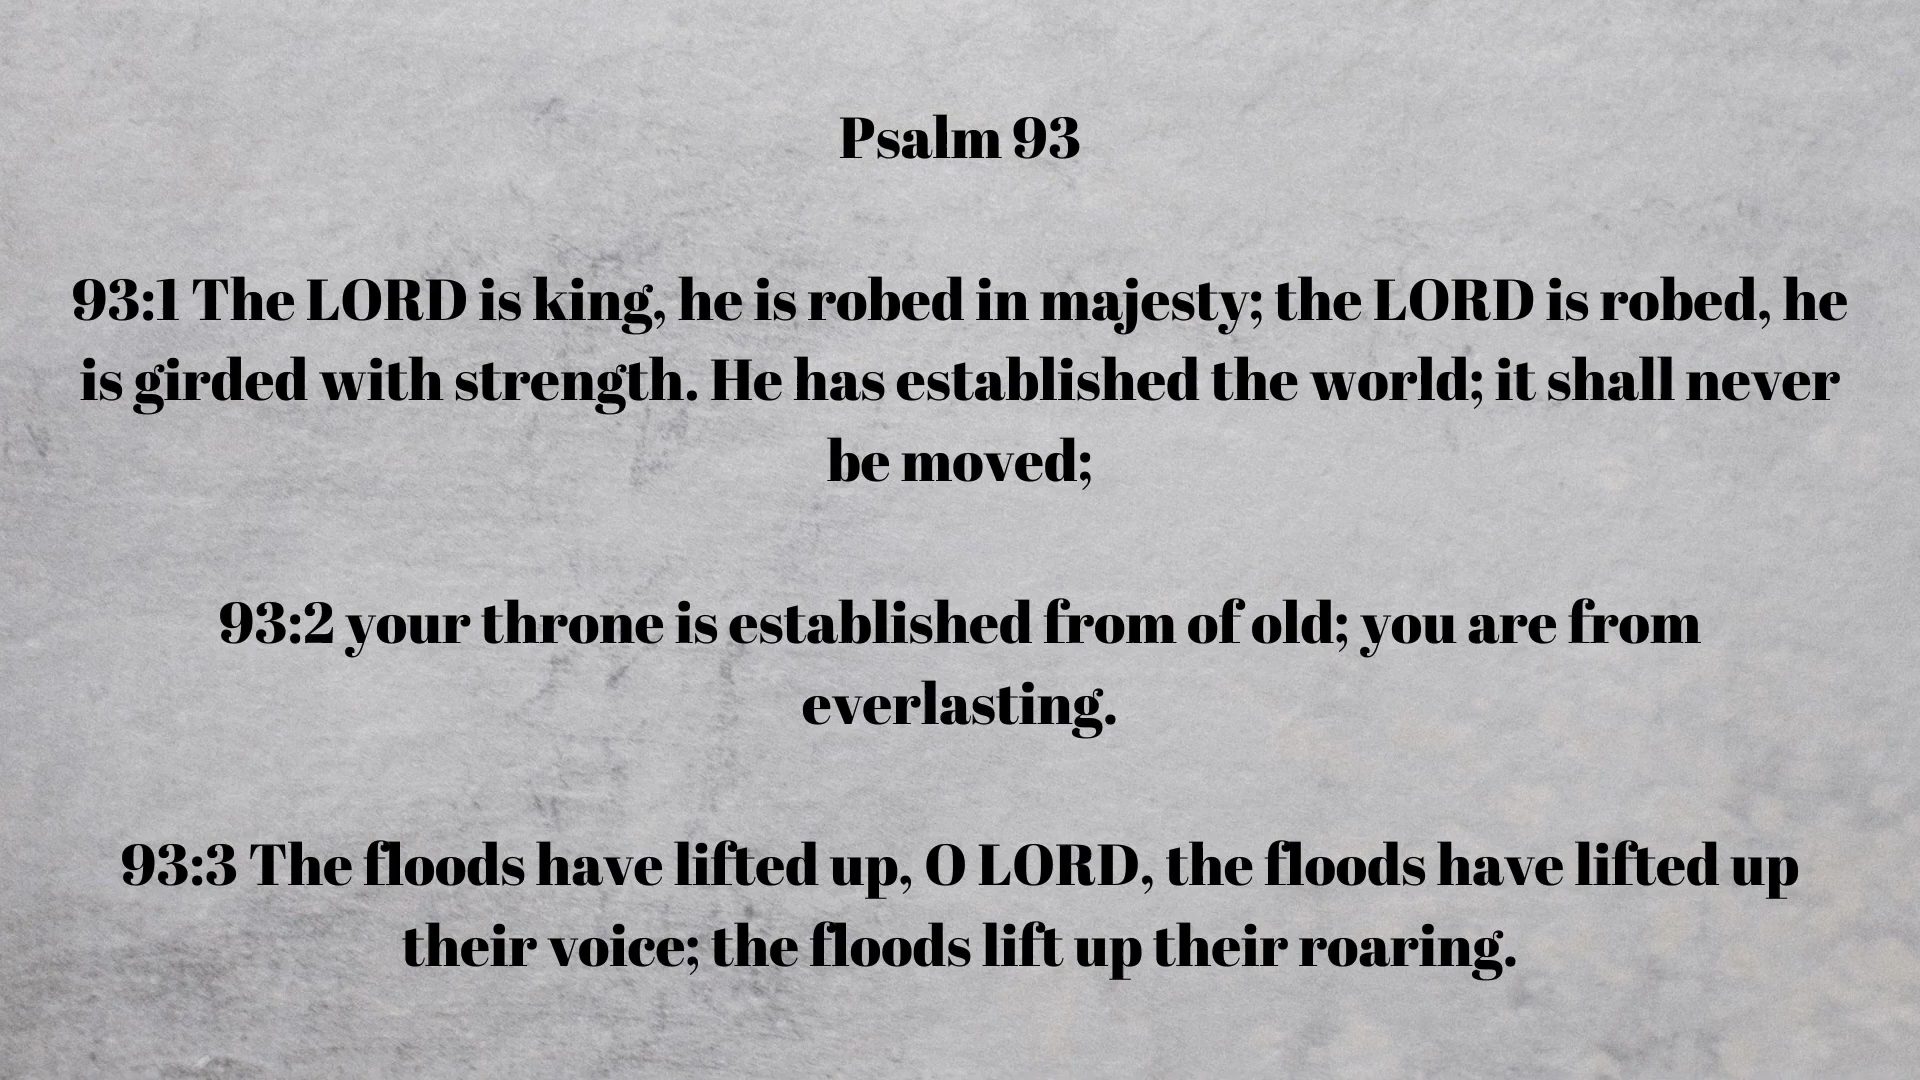 Psalm 93
93:1 The LORD is king, he is robed in majesty; the LORD is robed, he
is girded with strength. He has established the world; it shall never
be moved;
93:2 your throne is established from of old; you are from
everlasting.
93:3 The floods have lifted up, O LORD, the floods have lifted up
their voice; the floods lift up their roaring.